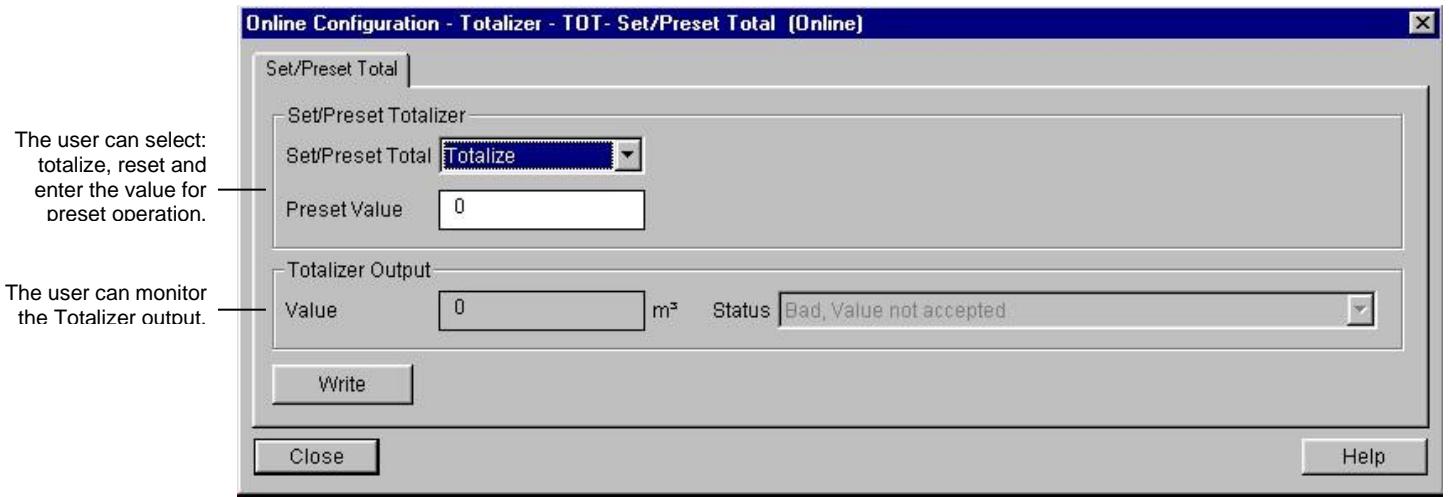 Online Configuration - Totalizer - TOT- Set/Preset Total (Online)
Set/Preset Total
Set/Preset Totalizer
The user can select:
totalize, reset and
enter the value for
preset operation.
Set/Preset Total Totalize
Preset Value 0
Totalizer Output
The user can monitor
the Totalizer output.
Value 0 m³ Status Bad, Value not accepted
Write
Close Help